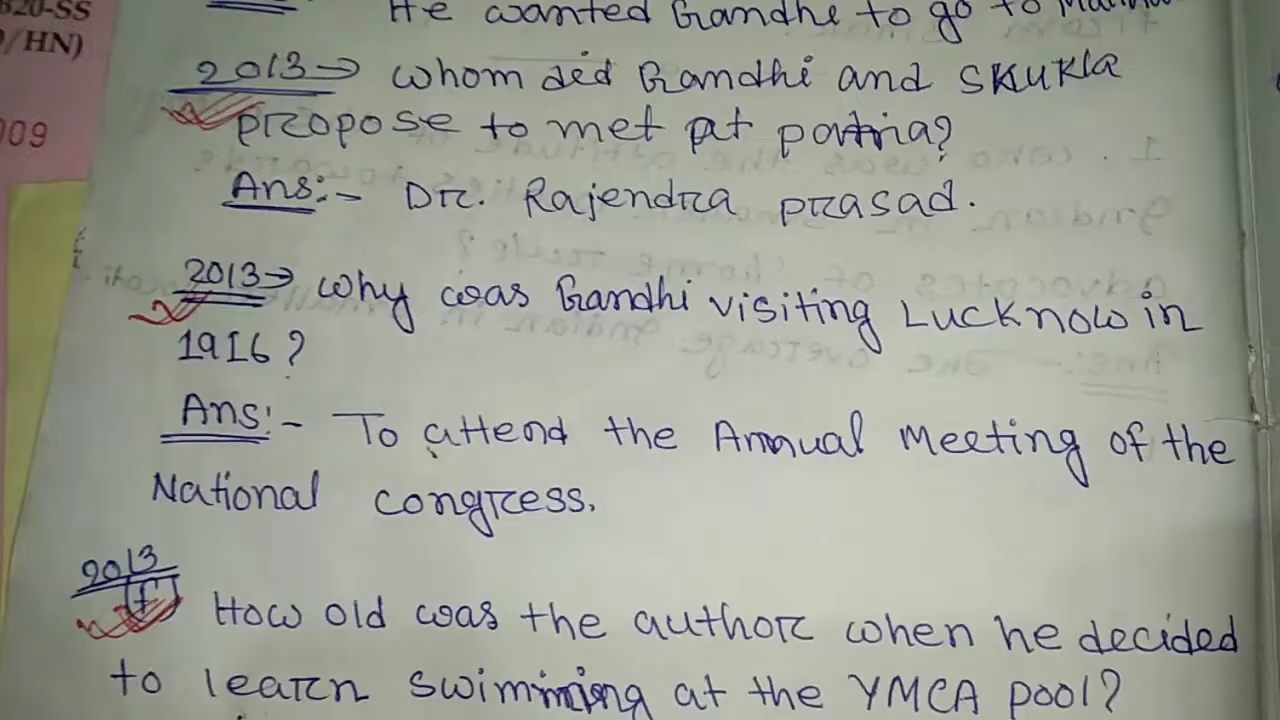 B20-SS
He wanted Gandhi to go to
/HN)
2013→ Whom did Gandhi and SKUKla
009
propose to met at patna?
Ans:- Dr. Rajendra prasad.
2013→ Why was Gandhi visiting Lucknow in
1916?
Ans:- To attend the Annual Meeting of the
National congress.
2013
How old was the author when he decided
to learn swimming at the YMCA pool?